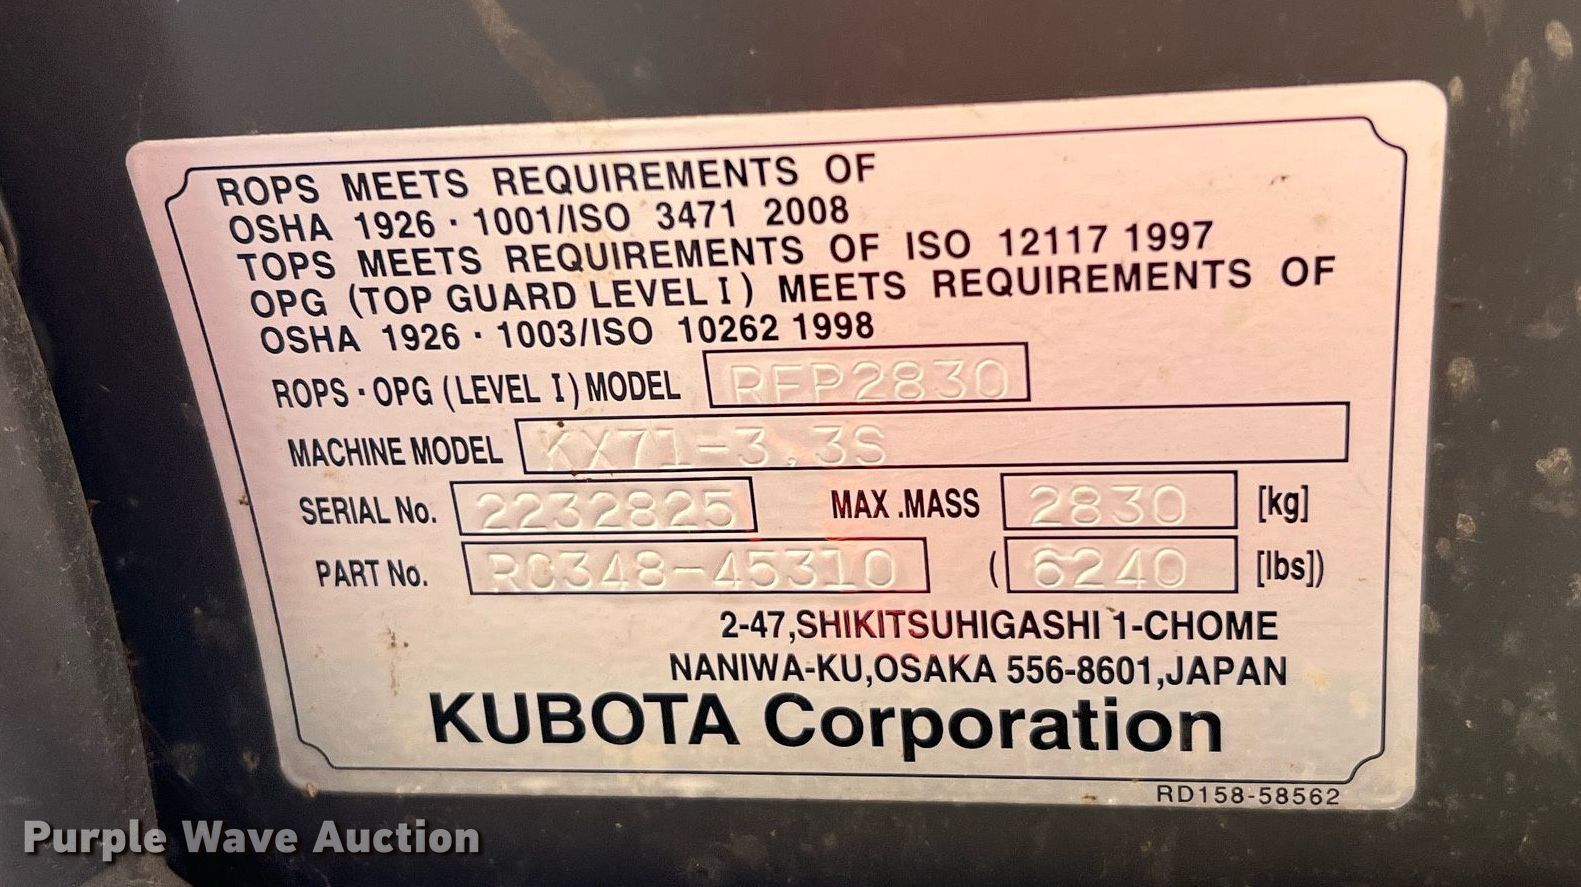 ROPS MEETS REQUIREMENTS OF
OSHA 1926・1001/ISO 3471 2008
TOPS MEETS REQUIREMENTS OF ISO 12117 1997
OPG (TOP GUARD LEVEL I) MEETS REQUIREMENTS OF
OSHA 1926・1003/ISO 10262 1998
ROPS・OPG (LEVEL I) MODEL RFP2830
MACHINE MODEL KX71-3,3S
SERIAL No. 2232825 MAX .MASS 2830 [kg]
PART No. RC348-45310 ( 6240 [lbs])
2-47,SHIKITSUHIGASHI 1-CHOME
NANIWA-KU,OSAKA 556-8601,JAPAN
KUBOTA Corporation
RD158-58562
Purple Wave Auction